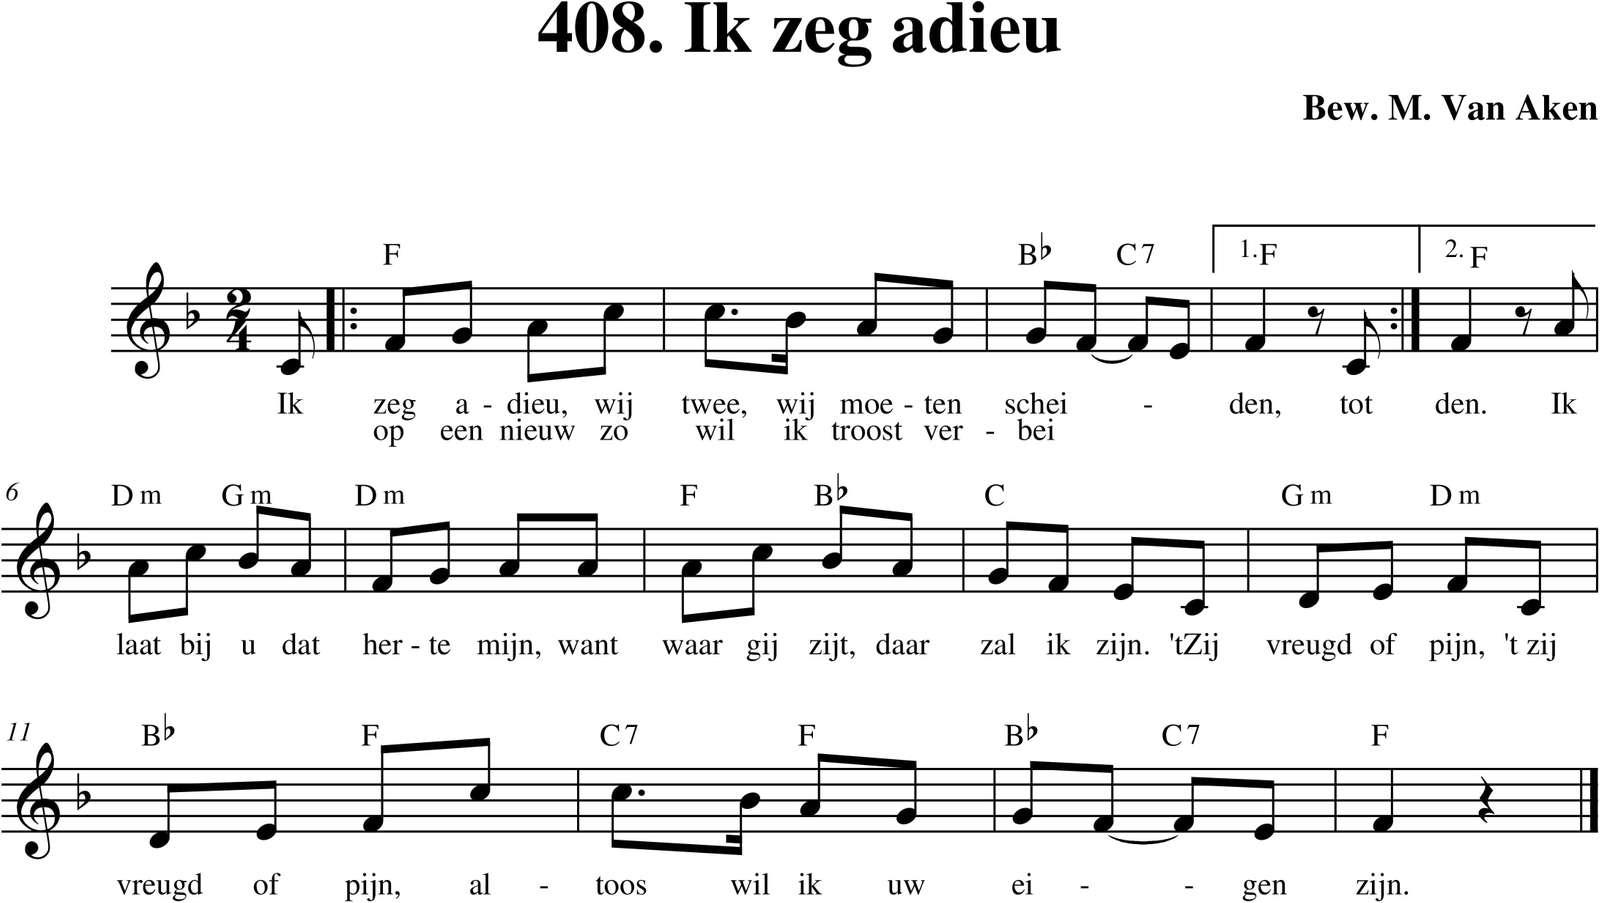 408. Ik zeg adieu
Bew. M. Van Aken
F B♭ C7 1. F 2. F
2 4
Ik zeg a - dieu, wij twee, wij moe - ten schei - den, tot den. Ik
op een nieuw zo wil ik troost ver - bei
6 Dm Gm Dm F B♭ C Gm Dm
laat bij u dat her - te mijn, want waar gij zijt, daar zal ik zijn. 'tZij vreugd of pijn, 't zij
11 B♭ F C7 F B♭ C7 F
vreugd of pijn, al - toos wil ik uw ei - - gen zijn.